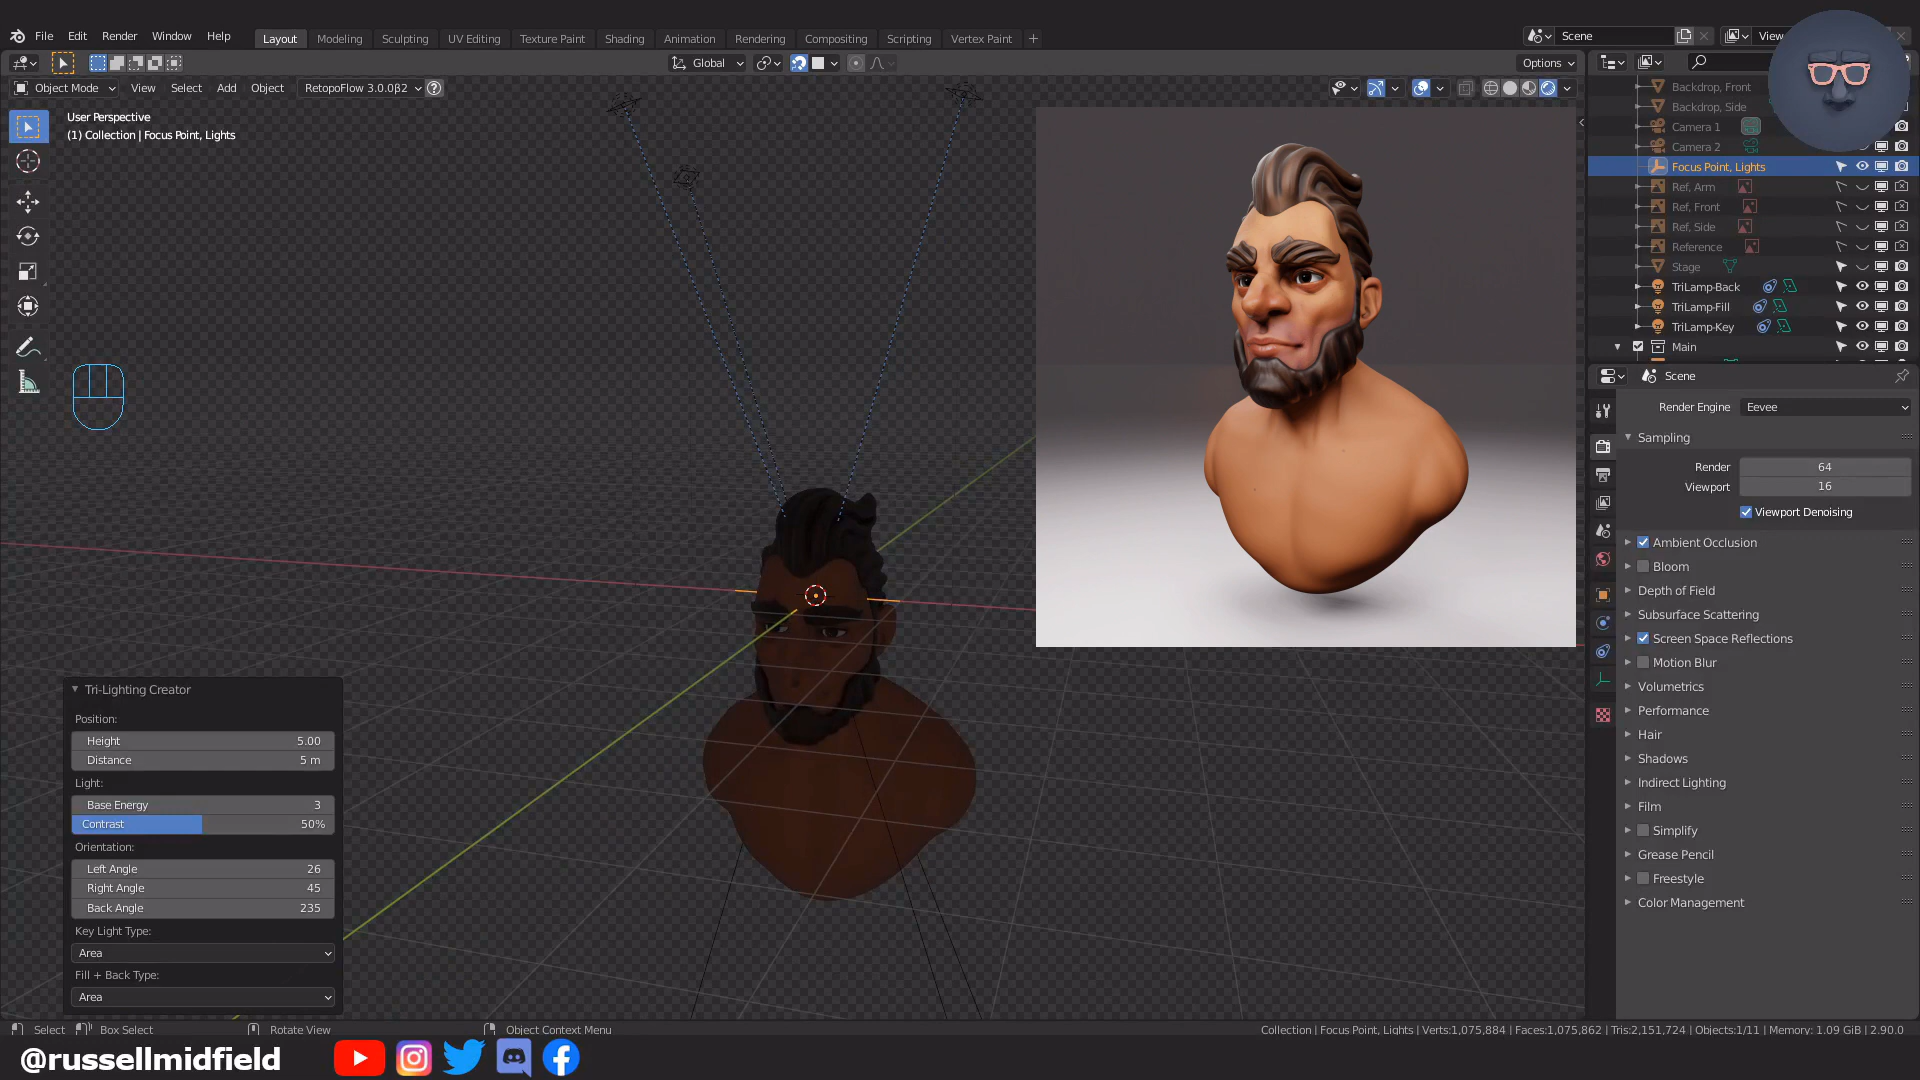 File Edit Render Window Help
Layout Modeling Sculpting UV Editing Texture Paint Shading Animation Rendering Compositing Scripting Vertex Paint +
Scene
View
Global
Options
Object Mode View Select Add Object RetopoFlow 3.0.0β2 ?
User Perspective
(1) Collection | Focus Point, Lights
Backdrop, Front
Backdrop, Side
Camera 1
Camera 2
Focus Point, Lights
Ref, Arm
Ref, Front
Ref, Side
Reference
Stage
TriLamp-Back
TriLamp-Fill
TriLamp-Key
Main
Scene
Render Engine Eevee
Sampling
Render 64
Viewport 16
Viewport Denoising
Ambient Occlusion
Bloom
Depth of Field
Subsurface Scattering
Screen Space Reflections
Motion Blur
Volumetrics
Performance
Hair
Shadows
Indirect Lighting
Film
Simplify
Grease Pencil
Freestyle
Color Management
Tri-Lighting Creator
Position:
Height 5.00
Distance 5 m
Light:
Base Energy 3
Contrast 50%
Orientation:
Left Angle 26
Right Angle 45
Back Angle 235
Key Light Type:
Area
Fill + Back Type:
Area
Select Box Select Rotate View Object Context Menu
Collection | Focus Point, Lights | Verts:1,075,884 | Faces:1,075,862 | Tris:2,151,724 | Objects:1/11 | Memory: 1.09 GiB | 2.90.0
@russellmidfield